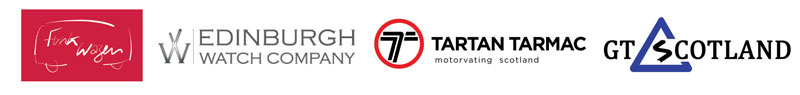 Funk
Wagen
EDINBURGH
WATCH COMPANY
TARTAN TARMAC
motorvating scotland
GT SCOTLAND